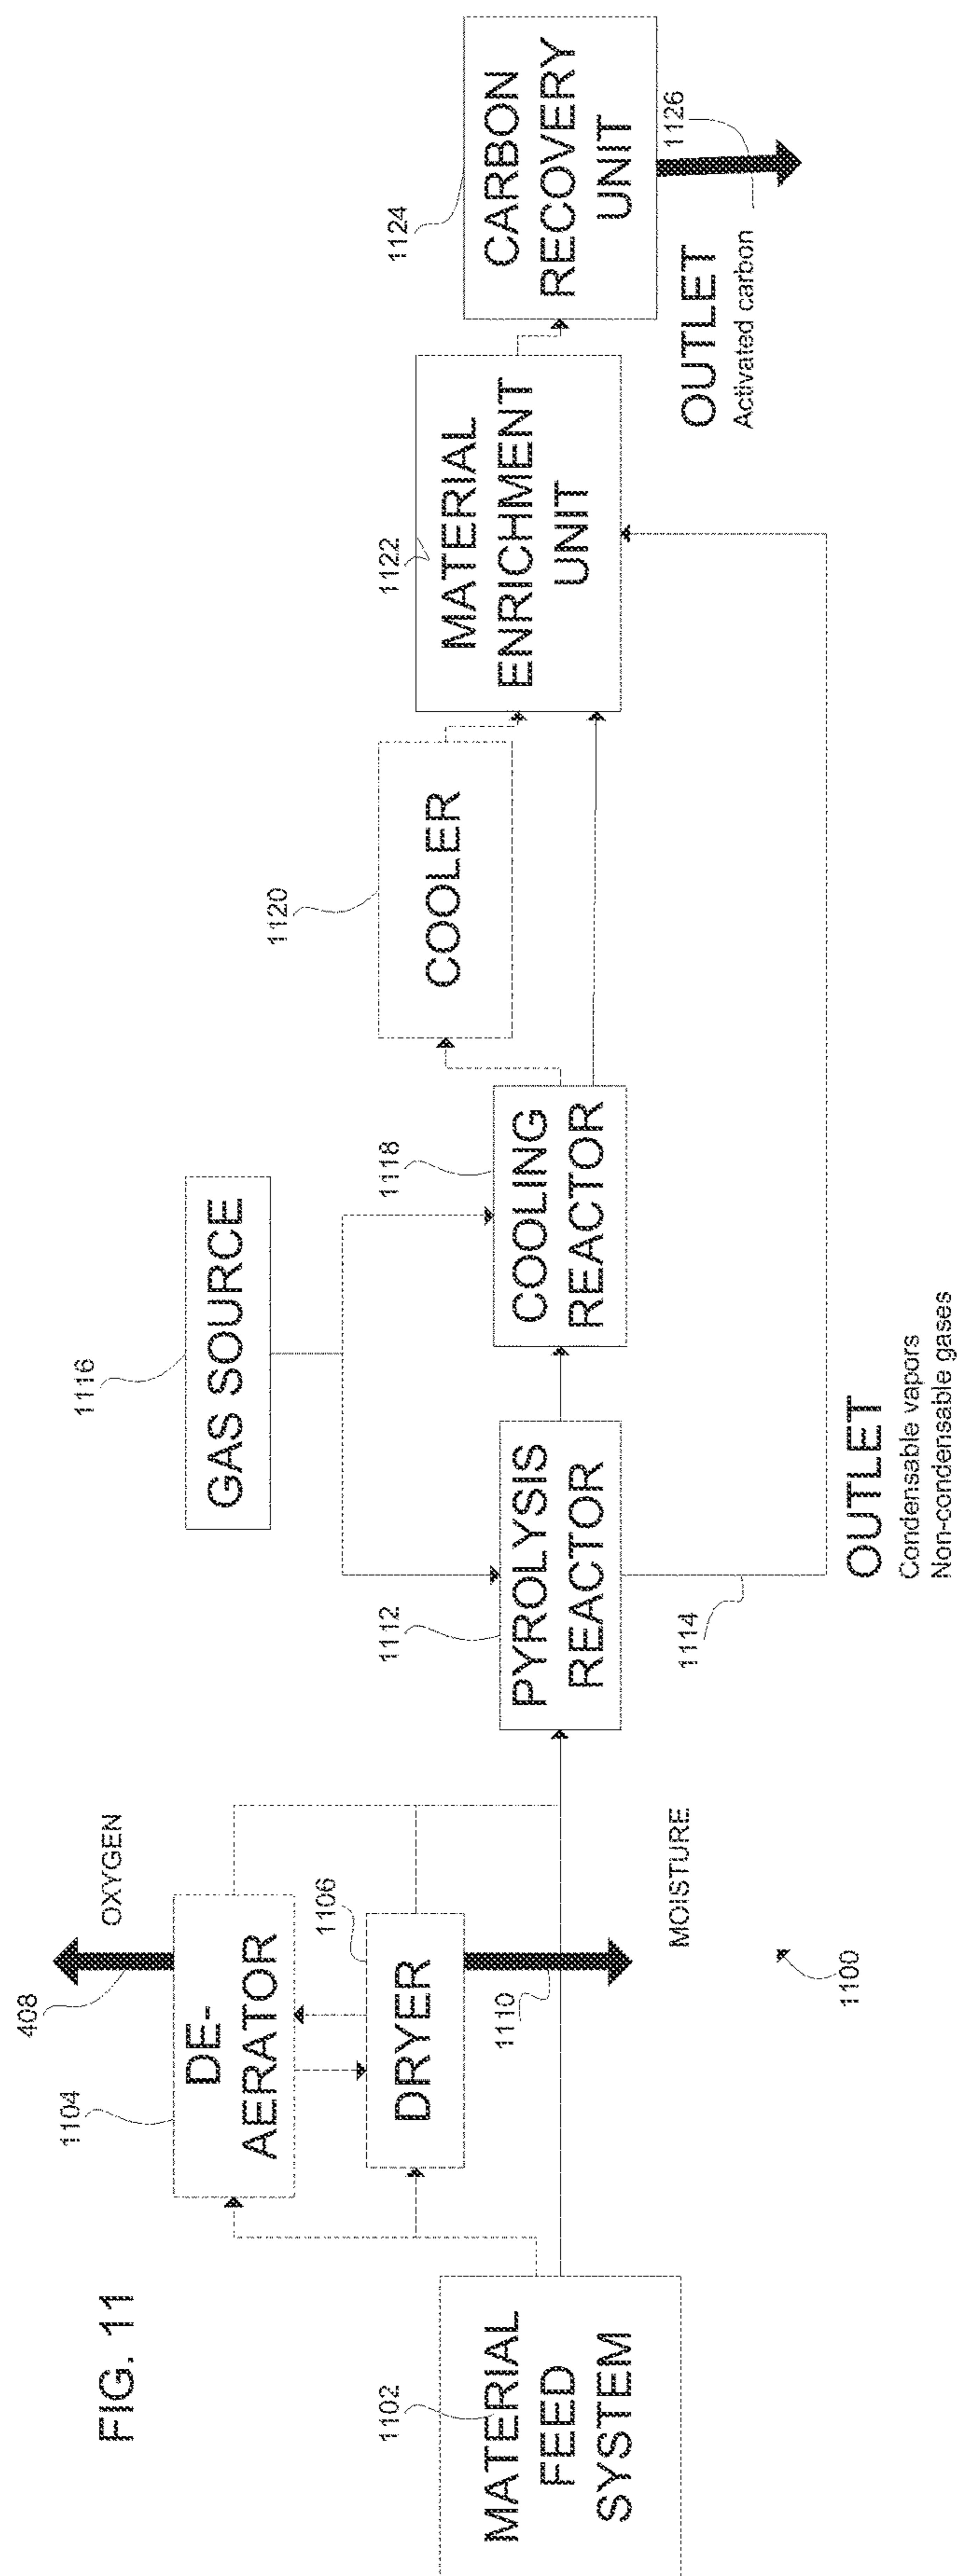 FIG. 11
1102
MATERIAL
FEED
SYSTEM
1104
DE-
AERATOR
408
OXYGEN
1106
DRYER
1110
MOISTURE
1100
1112
PYROLYSIS
REACTOR
1114
OUTLET
Condensable vapors
Non-condensable gases
1116
GAS SOURCE
1118
COOLING
REACTOR
1120
COOLER
1122
MATERIAL
ENRICHMENT
UNIT
1124
CARBON
RECOVERY
UNIT
1126
OUTLET
Activated carbon